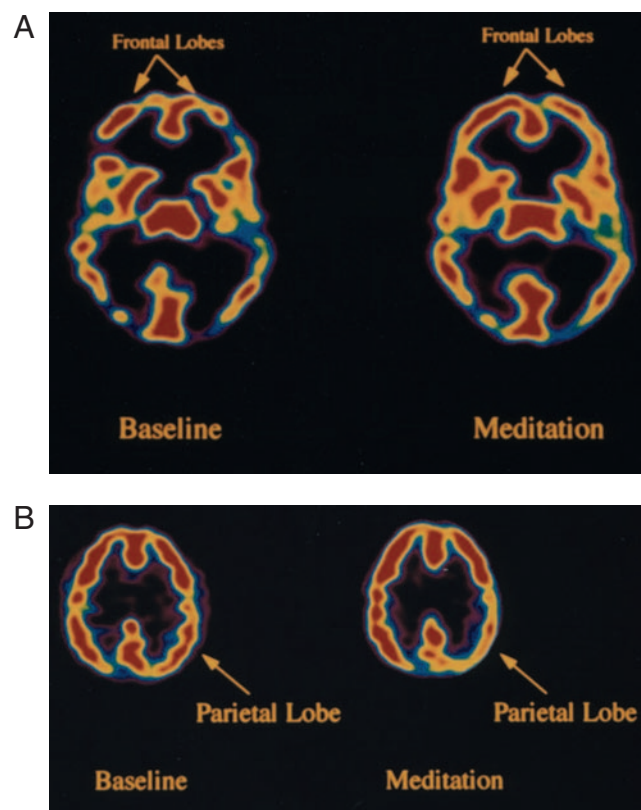 A
Frontal Lobes
Frontal Lobes
Baseline
Meditation
B
Parietal Lobe
Parietal Lobe
Baseline
Meditation